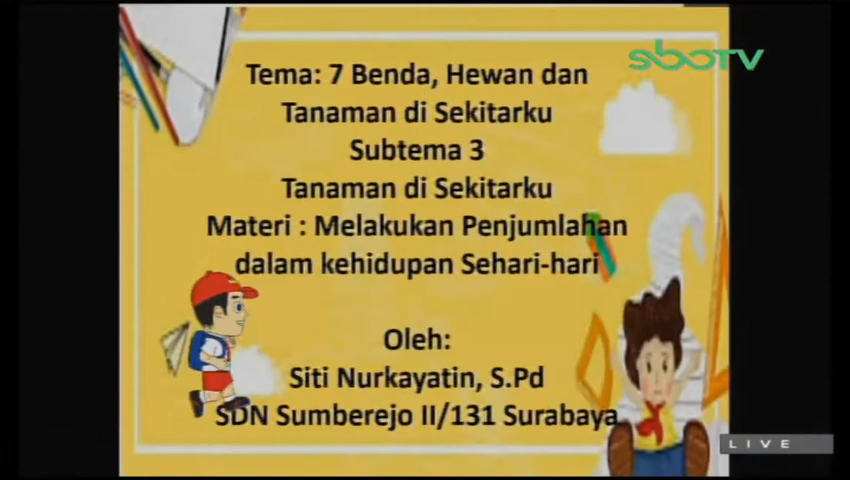 sboTV
Tema: 7 Benda, Hewan dan
Tanaman di Sekitarku
Subtema 3
Tanaman di Sekitarku
Materi : Melakukan Penjumlahan
dalam kehidupan Sehari-hari
Oleh:
Siti Nurkayatin, S.Pd
SDN Sumberejo II/131 Surabaya
LIVE